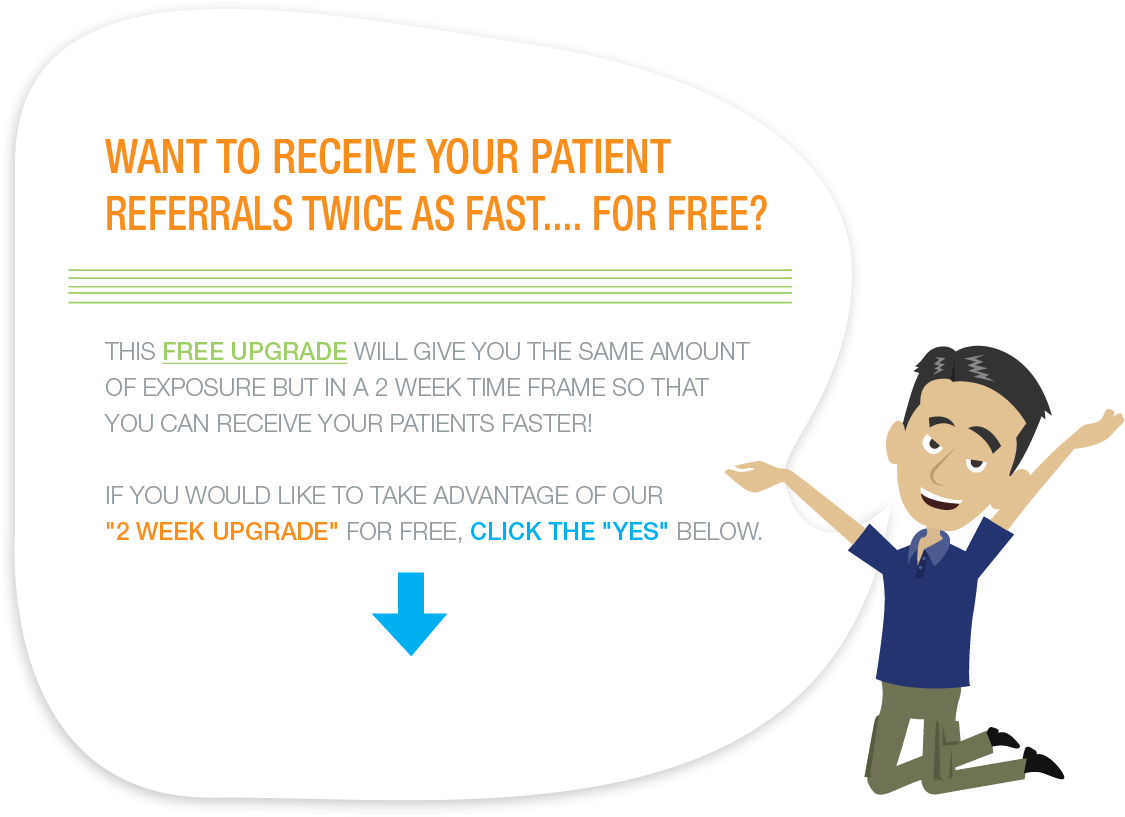 WANT TO RECEIVE YOUR PATIENT
REFERRALS TWICE AS FAST.... FOR FREE?
THIS FREE UPGRADE WILL GIVE YOU THE SAME AMOUNT
OF EXPOSURE BUT IN A 2 WEEK TIME FRAME SO THAT
YOU CAN RECEIVE YOUR PATIENTS FASTER!
IF YOU WOULD LIKE TO TAKE ADVANTAGE OF OUR
"2 WEEK UPGRADE" FOR FREE, CLICK THE "YES" BELOW.